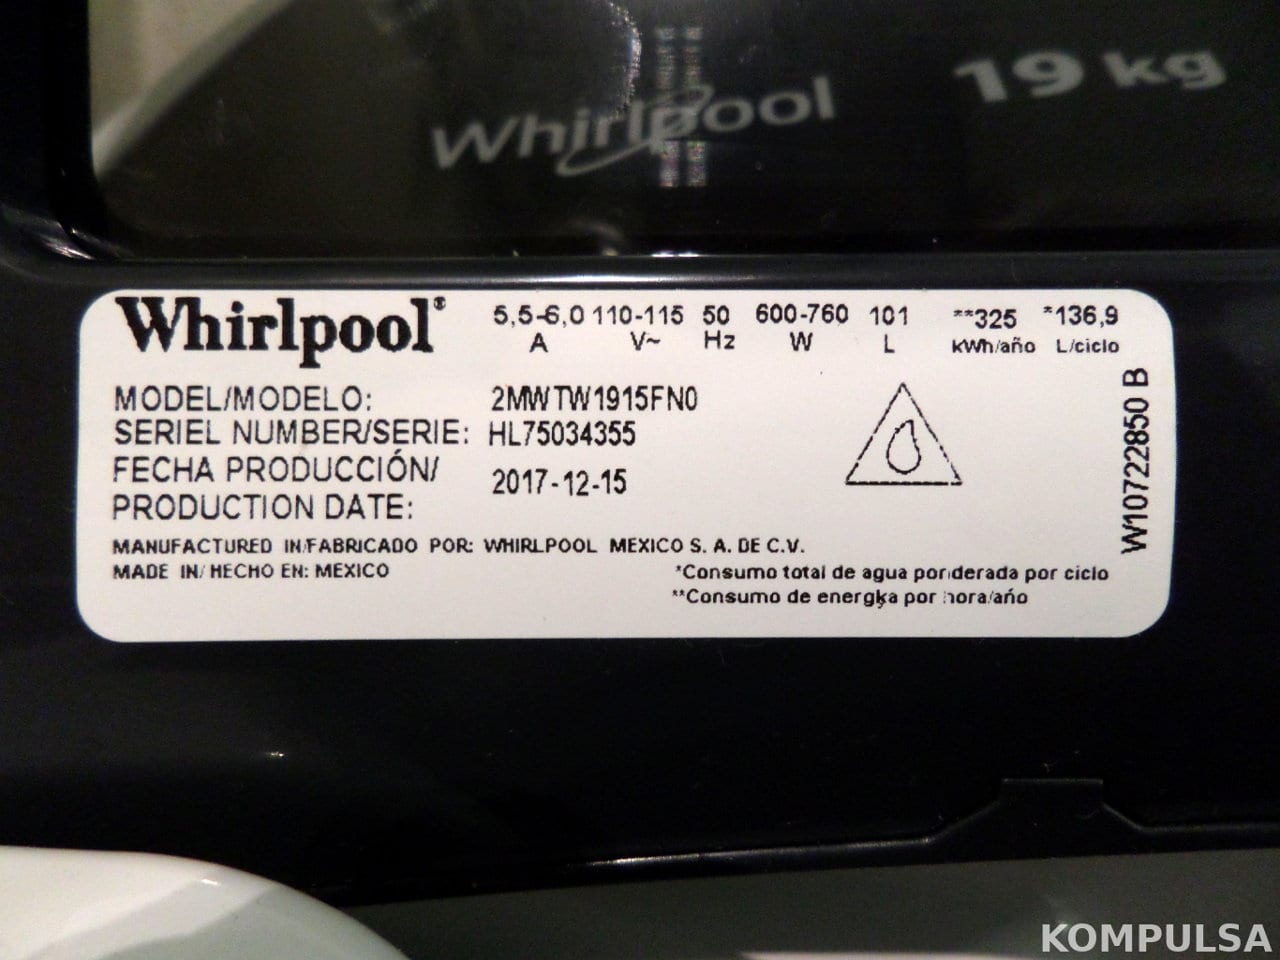 Whirlpool 19 kg
Whirlpool® 5,5-6,0 110-115 50 600-760 101 **325 *136,9
A V~ Hz W L kWh/año L/ciclo
MODEL/MODELO: 2MWTW1915FN0
SERIEL NUMBER/SERIE: HL75034355
FECHA PRODUCCIÓN/
PRODUCTION DATE: 2017-12-15
MANUFACTURED IN/FABRICADO POR: WHIRLPOOL MEXICO S. A. DE C.V.
MADE IN/ HECHO EN: MEXICO
*Consumo total de agua ponderada por ciclo
**Consumo de energia por hora/año
W10722850 B
KOMPULSA